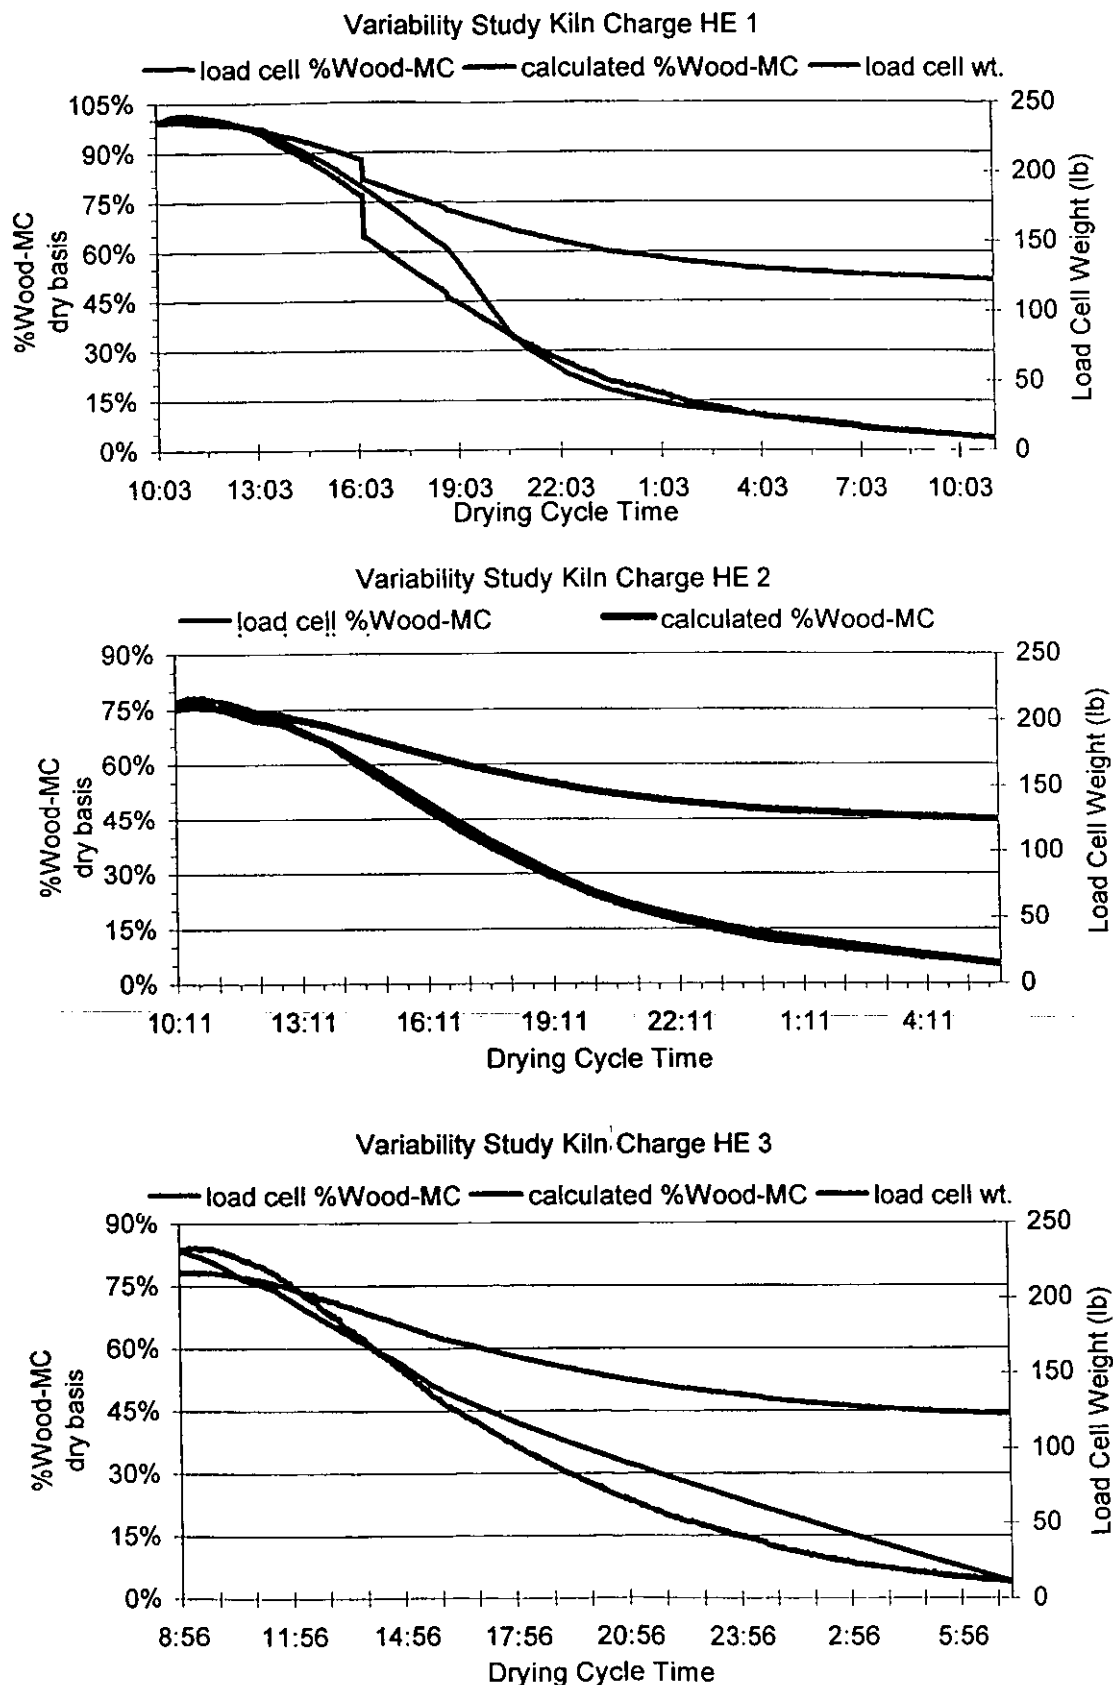 Variability Study Kiln Charge HE 1
load cell %Wood-MC calculated %Wood-MC load cell wt.
105%
90%
75%
60%
45%
30%
15%
0%
%Wood-MC
dry basis
250
200
150
100
50
0
Load Cell Weight (lb)
10:03 13:03 16:03 19:03 22:03 1:03 4:03 7:03 10:03
Drying Cycle Time
Variability Study Kiln Charge HE 2
load cell %Wood-MC calculated %Wood-MC
90%
75%
60%
45%
30%
15%
0%
%Wood-MC
dry basis
250
200
150
100
50
0
Load Cell Weight (lb)
10:11 13:11 16:11 19:11 22:11 1:11 4:11
Drying Cycle Time
Variability Study Kiln Charge HE 3
load cell %Wood-MC calculated %Wood-MC load cell wt.
90%
75%
60%
45%
30%
15%
0%
%Wood-MC
dry basis
250
200
150
100
50
0
Load Cell Weight (lb)
8:56 11:56 14:56 17:56 20:56 23:56 2:56 5:56
Drying Cycle Time